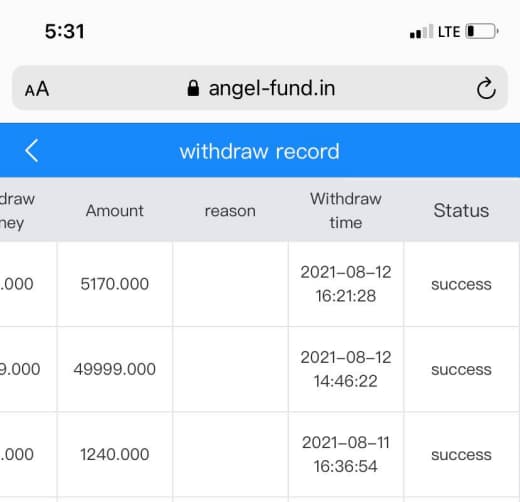 5:31 LTE
AA angel-fund.in
withdraw record
draw
ney Amount reason Withdraw
time Status
.000 5170.000 2021-08-12
16:21:28 success
9.000 49999.000 2021-08-12
14:46:22 success
.000 1240.000 2021-08-11
16:36:54 success